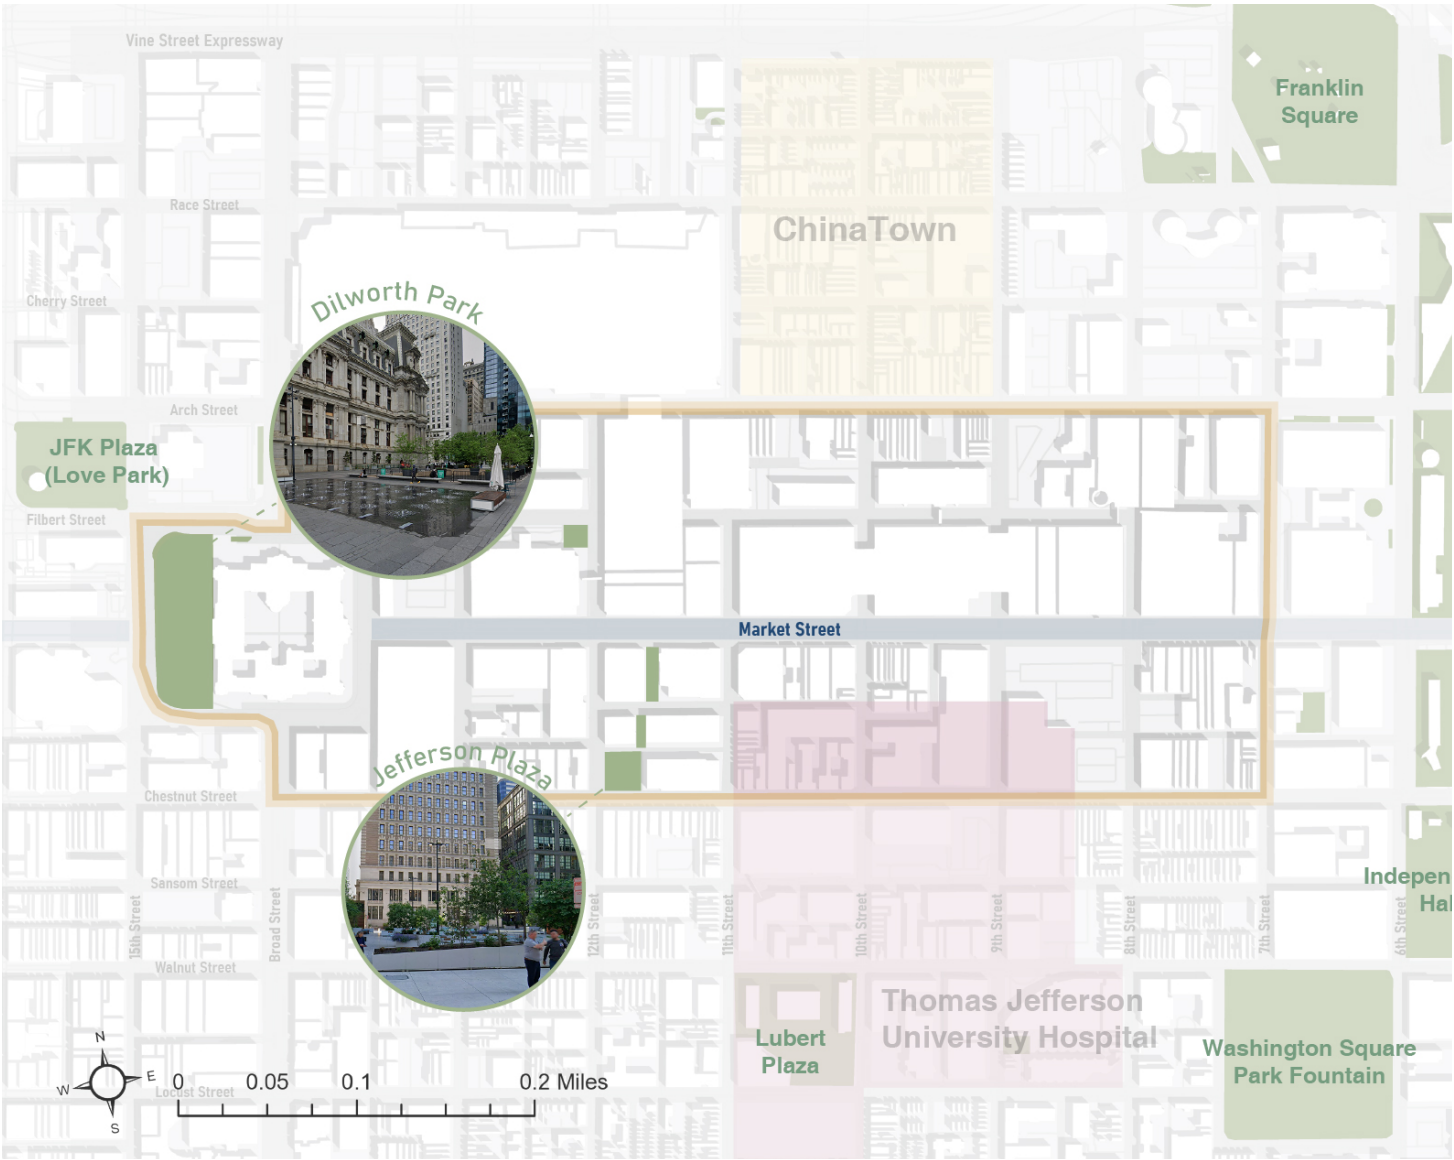 Vine Street Expressway
Franklin
Square
Race Street
ChinaTown
Cherry Street
Dilworth Park
Arch Street
JFK Plaza
(Love Park)
Filbert Street
Market Street
Jefferson Plaza
Chestnut Street
Sansom Street
Indepen
Hal
15th Street
Broad Street
12th Street
11th Street
10th Street
9th Street
8th Street
7th Street
6th Street
Walnut Street
Thomas Jefferson
University Hospital
Lubert
Plaza
Washington Square
Park Fountain
N
W
E
S
0 0.05 0.1 0.2 Miles
Locust Street